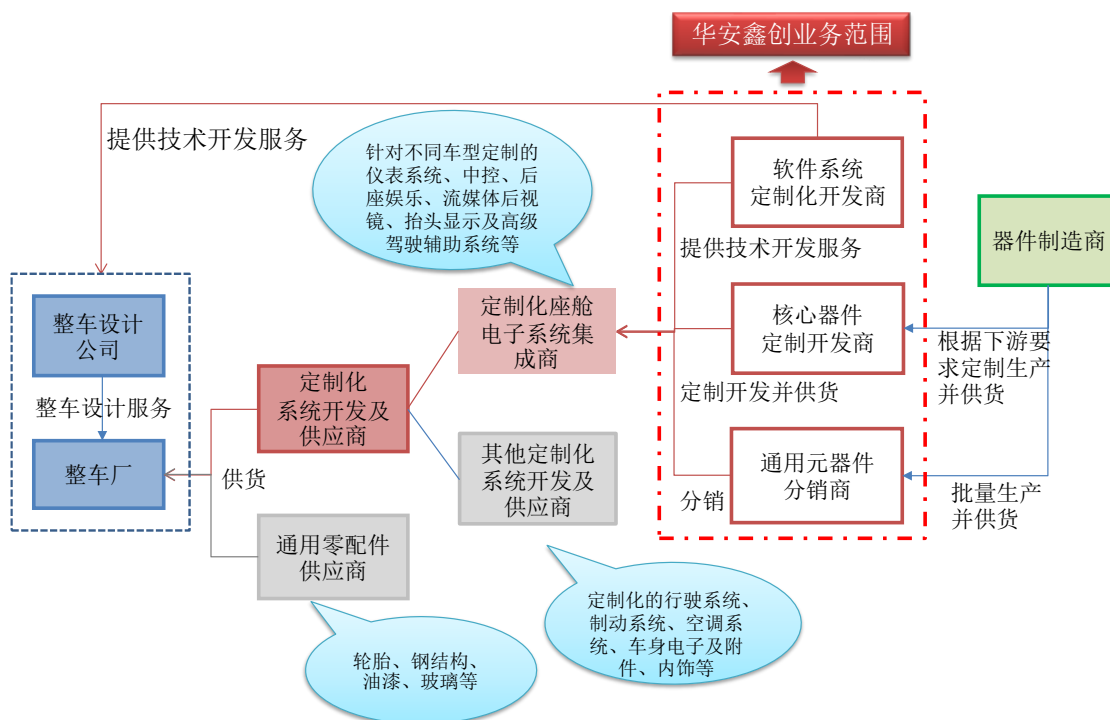 华安鑫创业务范围
提供技术开发服务
针对不同车型定制的
仪表系统、中控、后
座娱乐、流媒体后视
镜、抬头显示及高级
驾驶辅助系统等
软件系统
定制化开发商
器件制造商
提供技术开发服务
整车设计
公司
定制化座舱
电子系统集
成商
核心器件
定制开发商
根据下游要
求定制生产
并供货
整车设计服务
定制化
系统开发及
供应商
定制开发并供货
整车厂
供货
其他定制化
系统开发及
供应商
分销
通用元器件
分销商
批量生产
并供货
通用零配件
供应商
定制化的行驶系统、
制动系统、空调系
统、车身电子及附
件、内饰等
轮胎、钢结构、
油漆、玻璃等